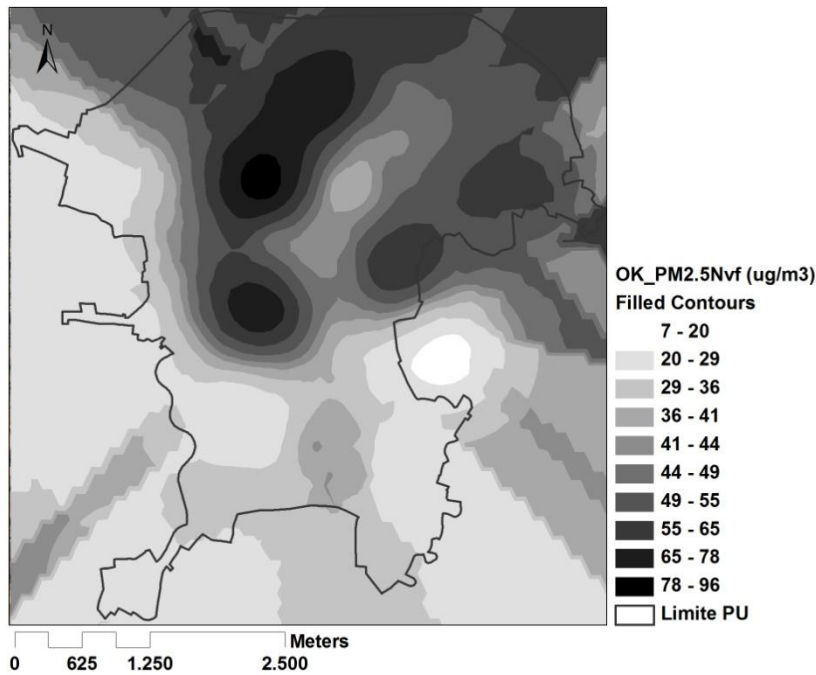 N
OK_PM2.5Nvf (ug/m3)
Filled Contours
7 - 20
20 - 29
29 - 36
36 - 41
41 - 44
44 - 49
49 - 55
55 - 65
65 - 78
78 - 96
Limite PU
Meters
0 625 1.250 2.500